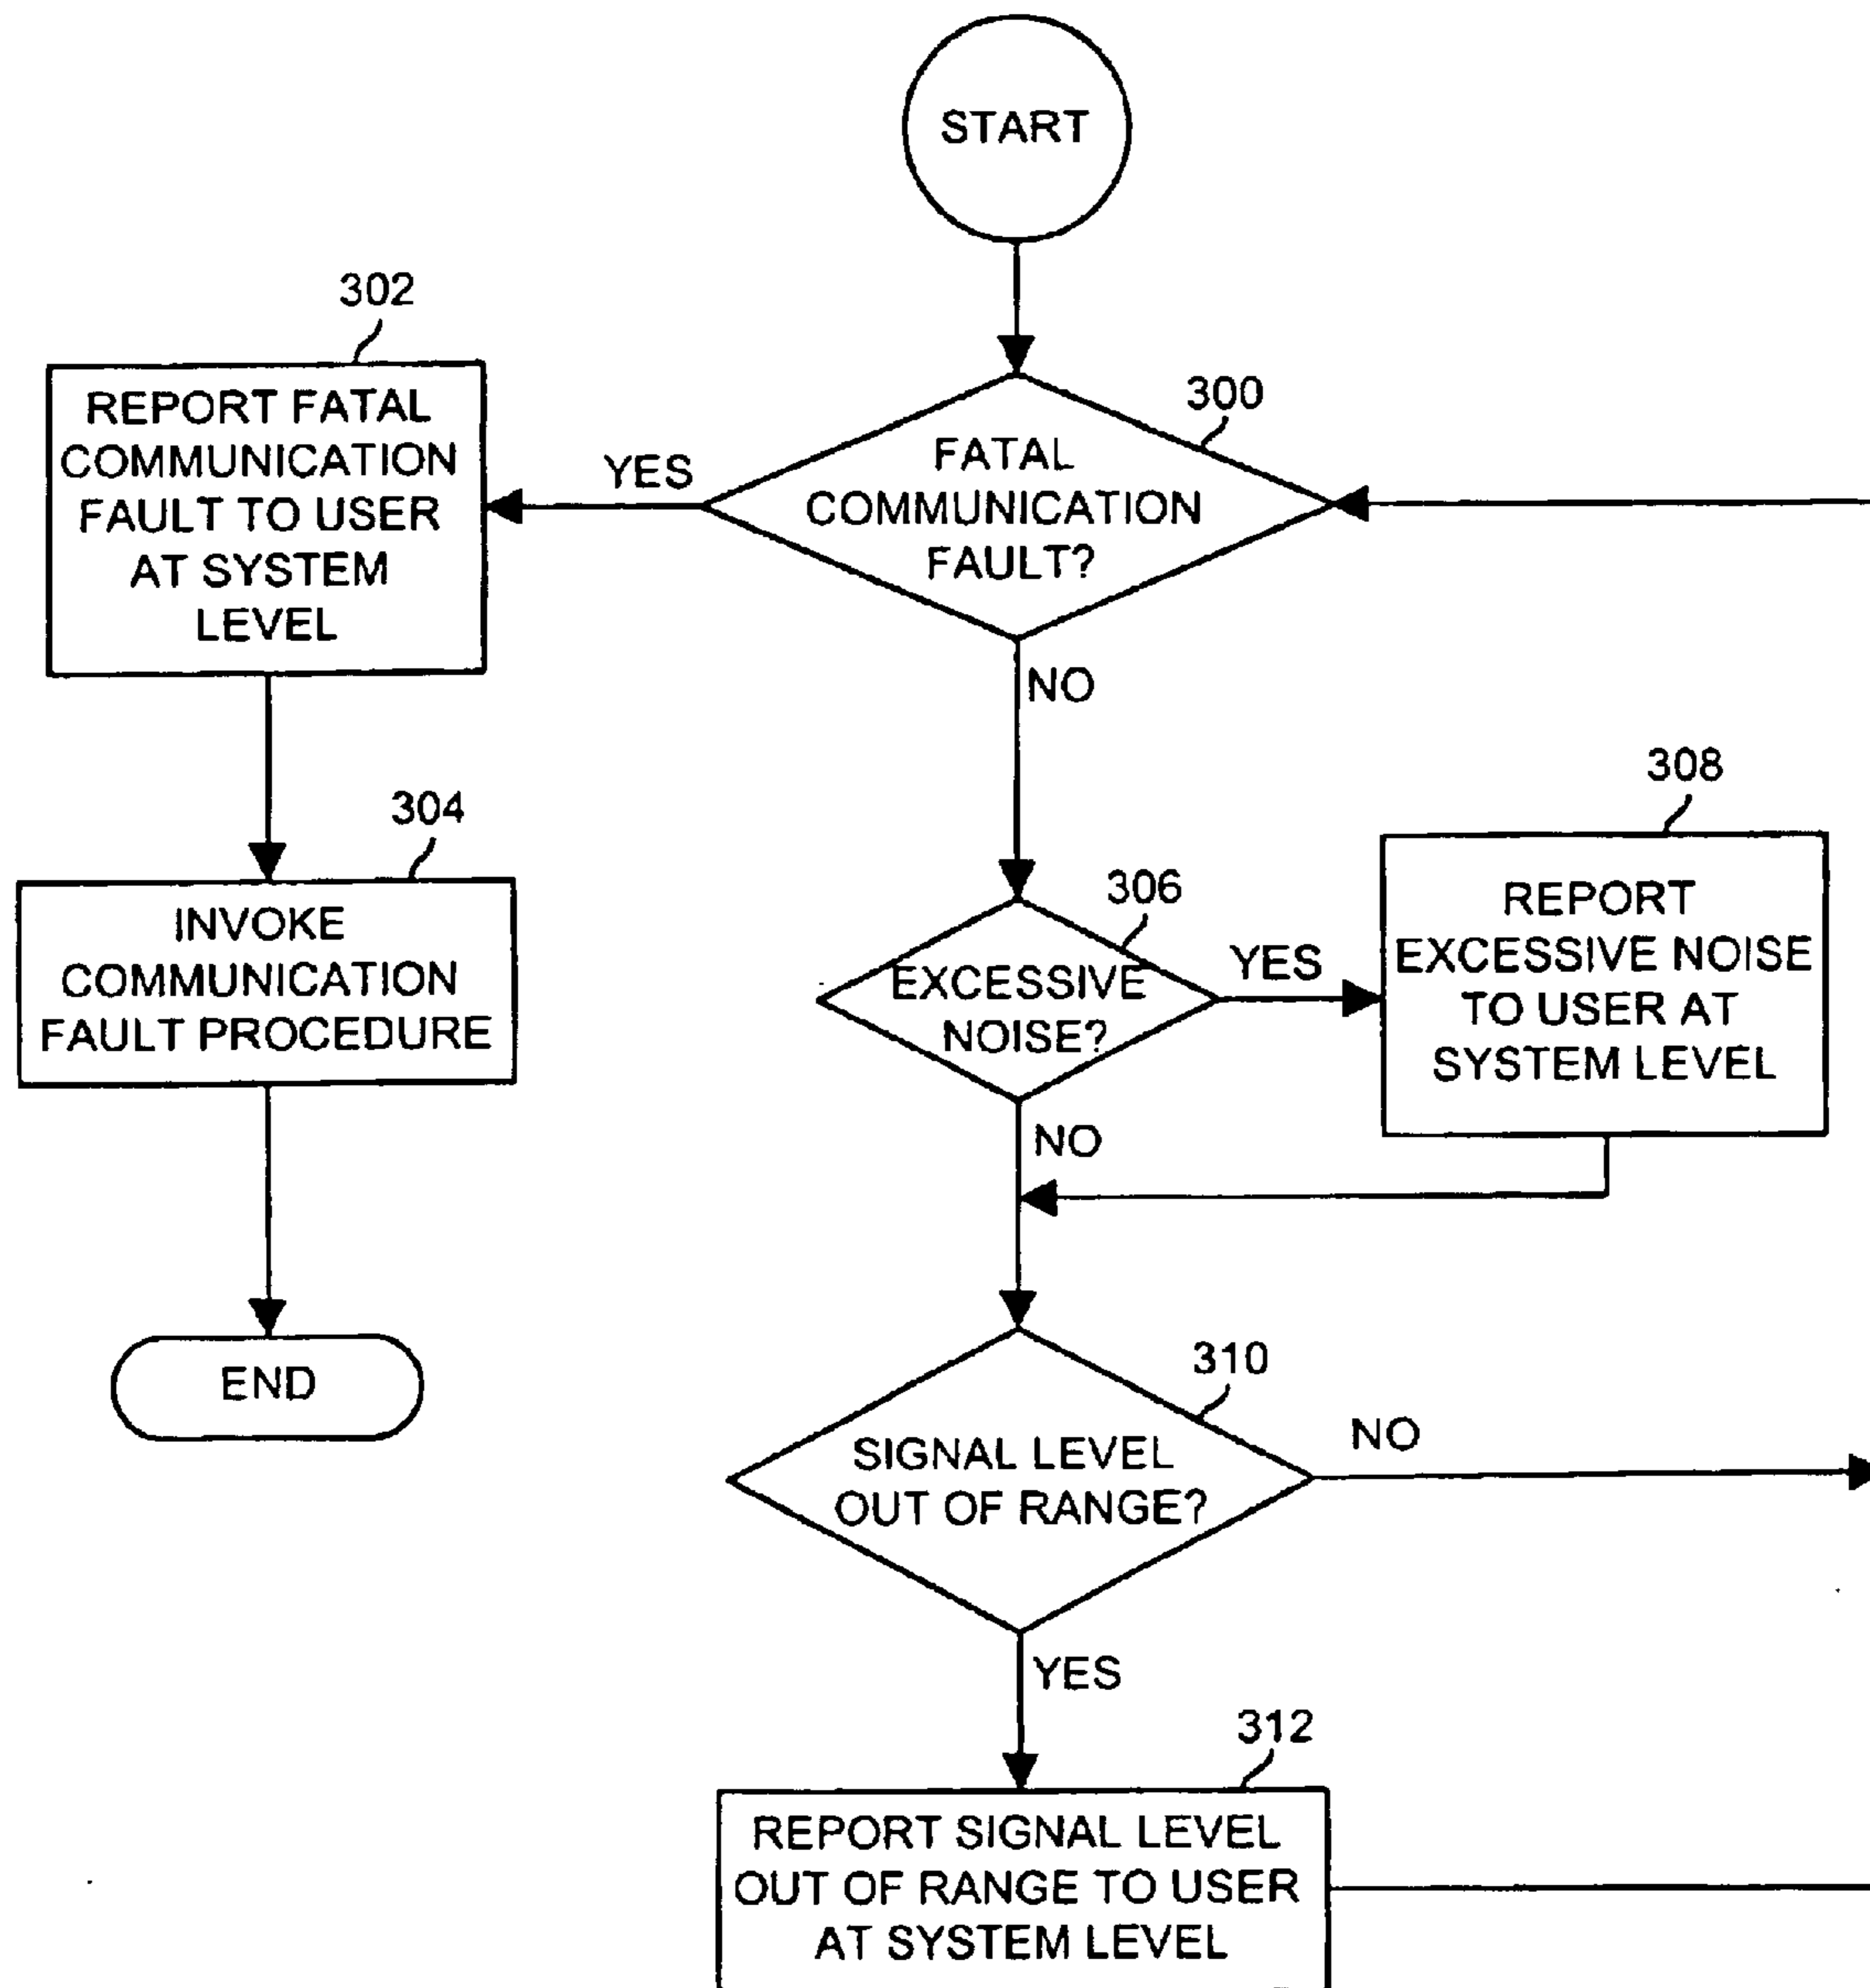 START
302
REPORT FATAL
COMMUNICATION
FAULT TO USER
AT SYSTEM
LEVEL
YES
300
FATAL
COMMUNICATION
FAULT?
NO
304
INVOKE
COMMUNICATION
FAULT PROCEDURE
306
EXCESSIVE
NOISE?
YES
308
REPORT
EXCESSIVE NOISE
TO USER AT
SYSTEM LEVEL
NO
END
310
SIGNAL LEVEL
OUT OF RANGE?
NO
YES
312
REPORT SIGNAL LEVEL
OUT OF RANGE TO USER
AT SYSTEM LEVEL